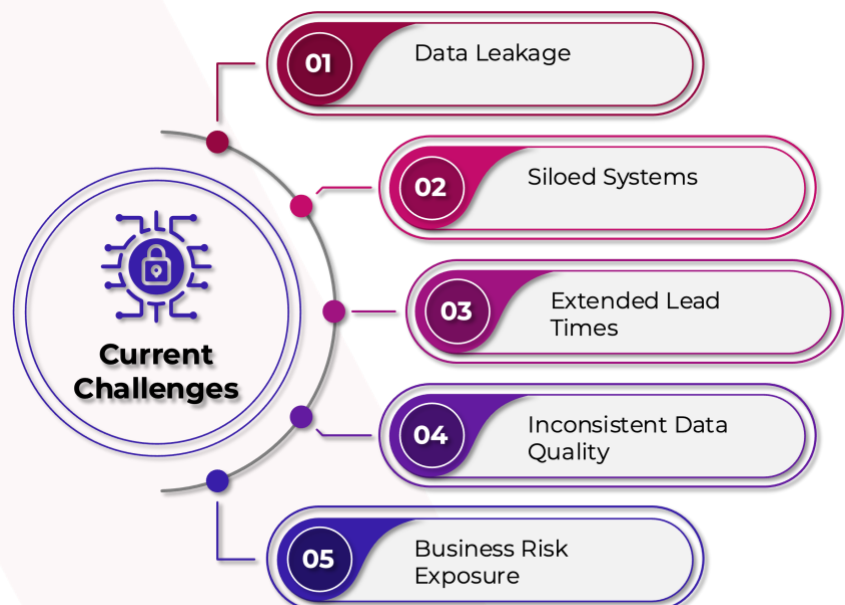 Current
Challenges
01
Data Leakage
02
Siloed Systems
03
Extended Lead
Times
04
Inconsistent Data
Quality
05
Business Risk
Exposure